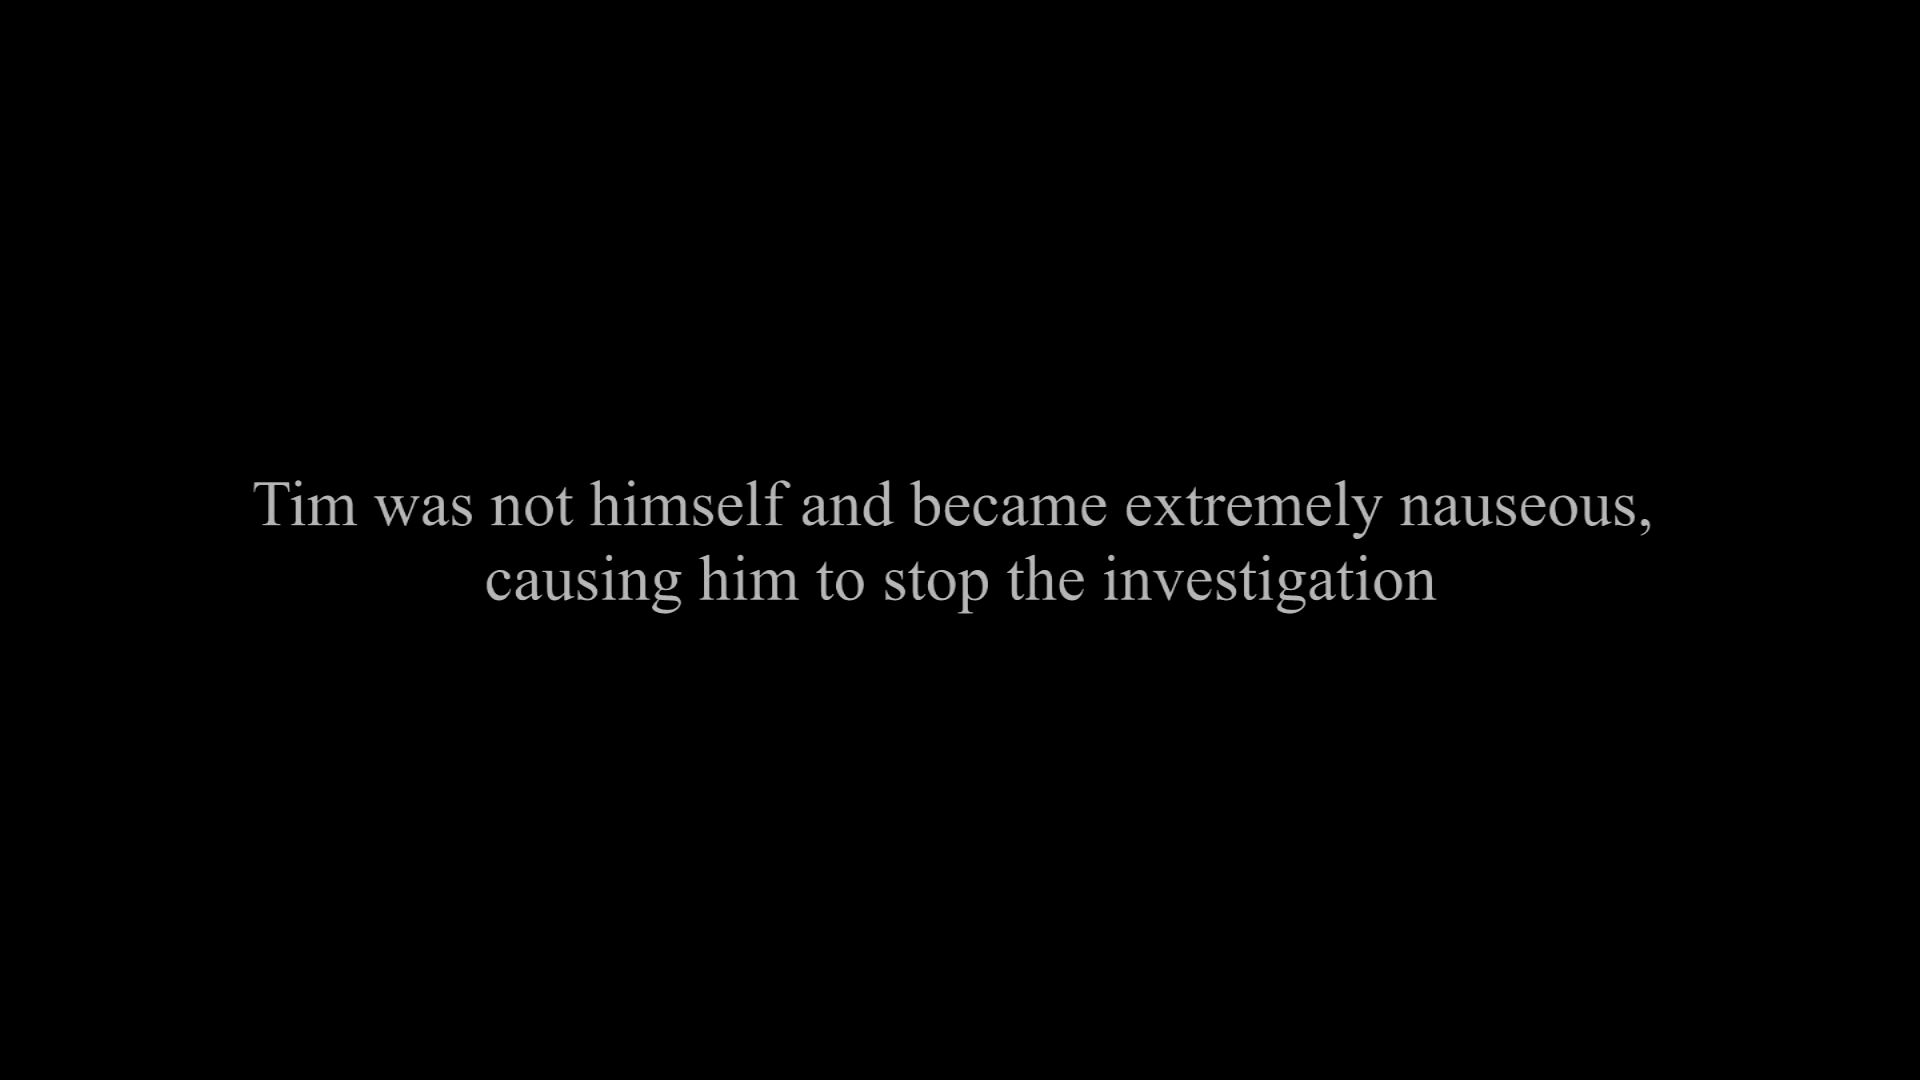 Tim was not himself and became extremely nauseous,
causing him to stop the investigation